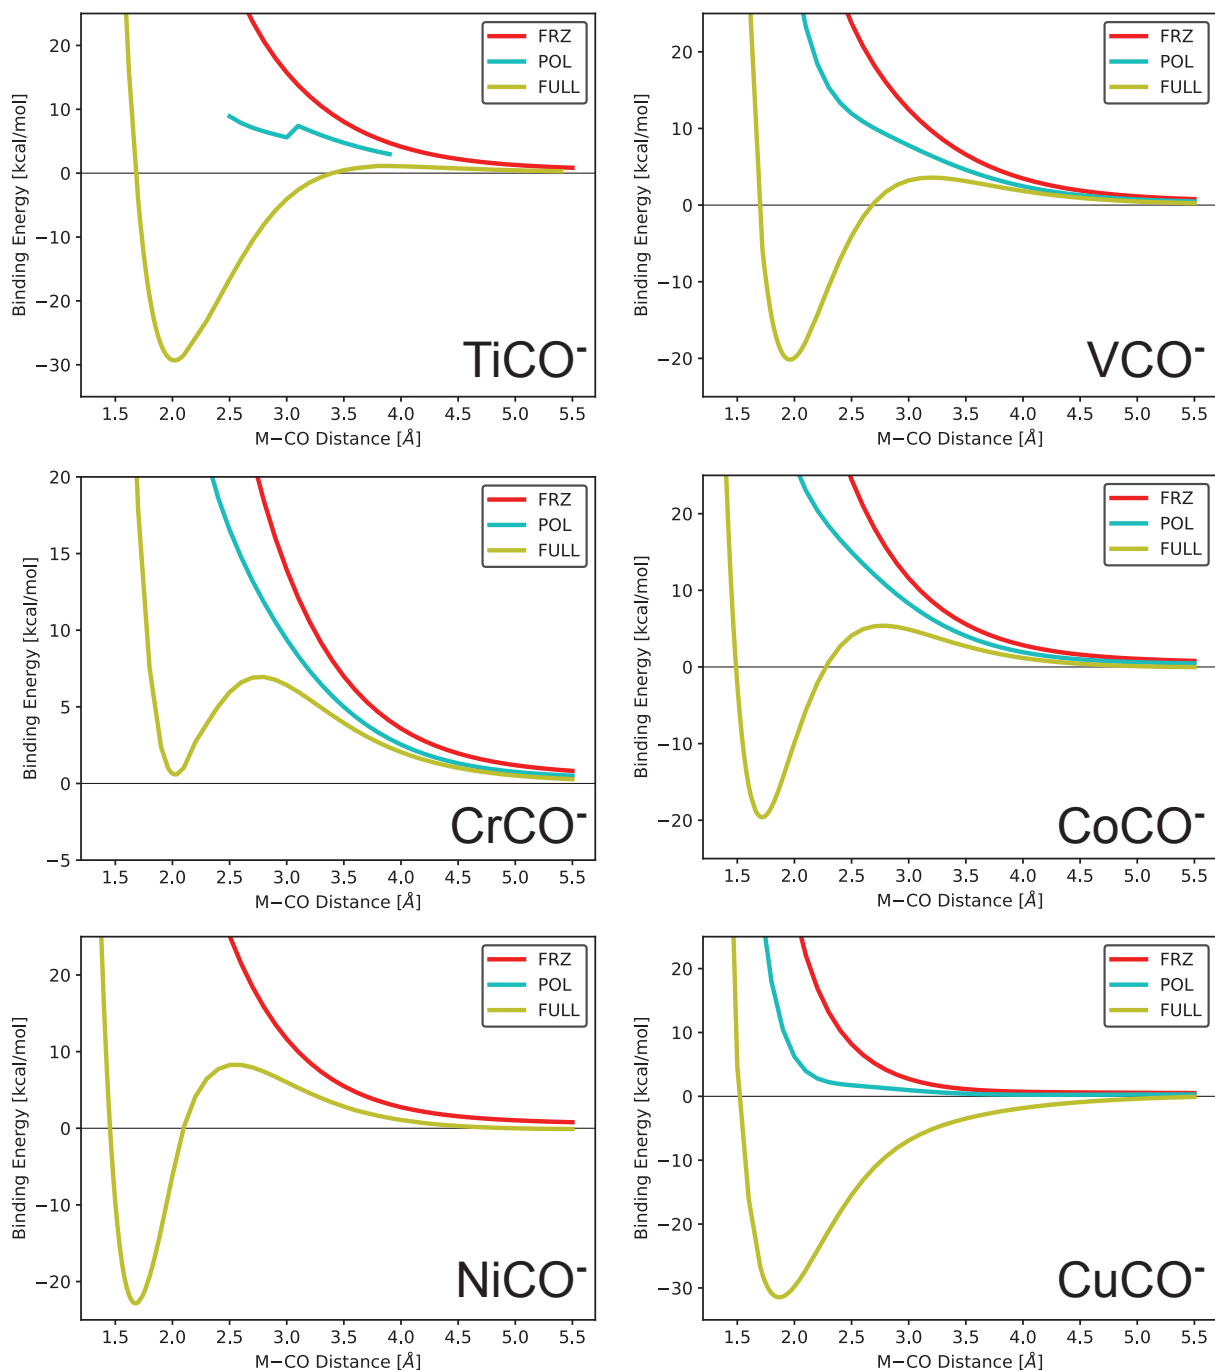 Binding Energy [kcal/mol]
20
10
0
−10
−20
−30
FRZ
POL
FULL
TiCO-
1.5 2.0 2.5 3.0 3.5 4.0 4.5 5.0 5.5
M−CO Distance [Å]
Binding Energy [kcal/mol]
20
10
0
−10
−20
FRZ
POL
FULL
VCO-
1.5 2.0 2.5 3.0 3.5 4.0 4.5 5.0 5.5
M−CO Distance [Å]
Binding Energy [kcal/mol]
20
15
10
5
0
−5
FRZ
POL
FULL
CrCO-
1.5 2.0 2.5 3.0 3.5 4.0 4.5 5.0 5.5
M−CO Distance [Å]
Binding Energy [kcal/mol]
20
10
0
−10
−20
FRZ
POL
FULL
CoCO-
1.5 2.0 2.5 3.0 3.5 4.0 4.5 5.0 5.5
M−CO Distance [Å]
Binding Energy [kcal/mol]
20
10
0
−10
−20
FRZ
POL
FULL
NiCO-
1.5 2.0 2.5 3.0 3.5 4.0 4.5 5.0 5.5
M−CO Distance [Å]
Binding Energy [kcal/mol]
20
10
0
−10
−20
−30
FRZ
POL
FULL
CuCO-
1.5 2.0 2.5 3.0 3.5 4.0 4.5 5.0 5.5
M−CO Distance [Å]